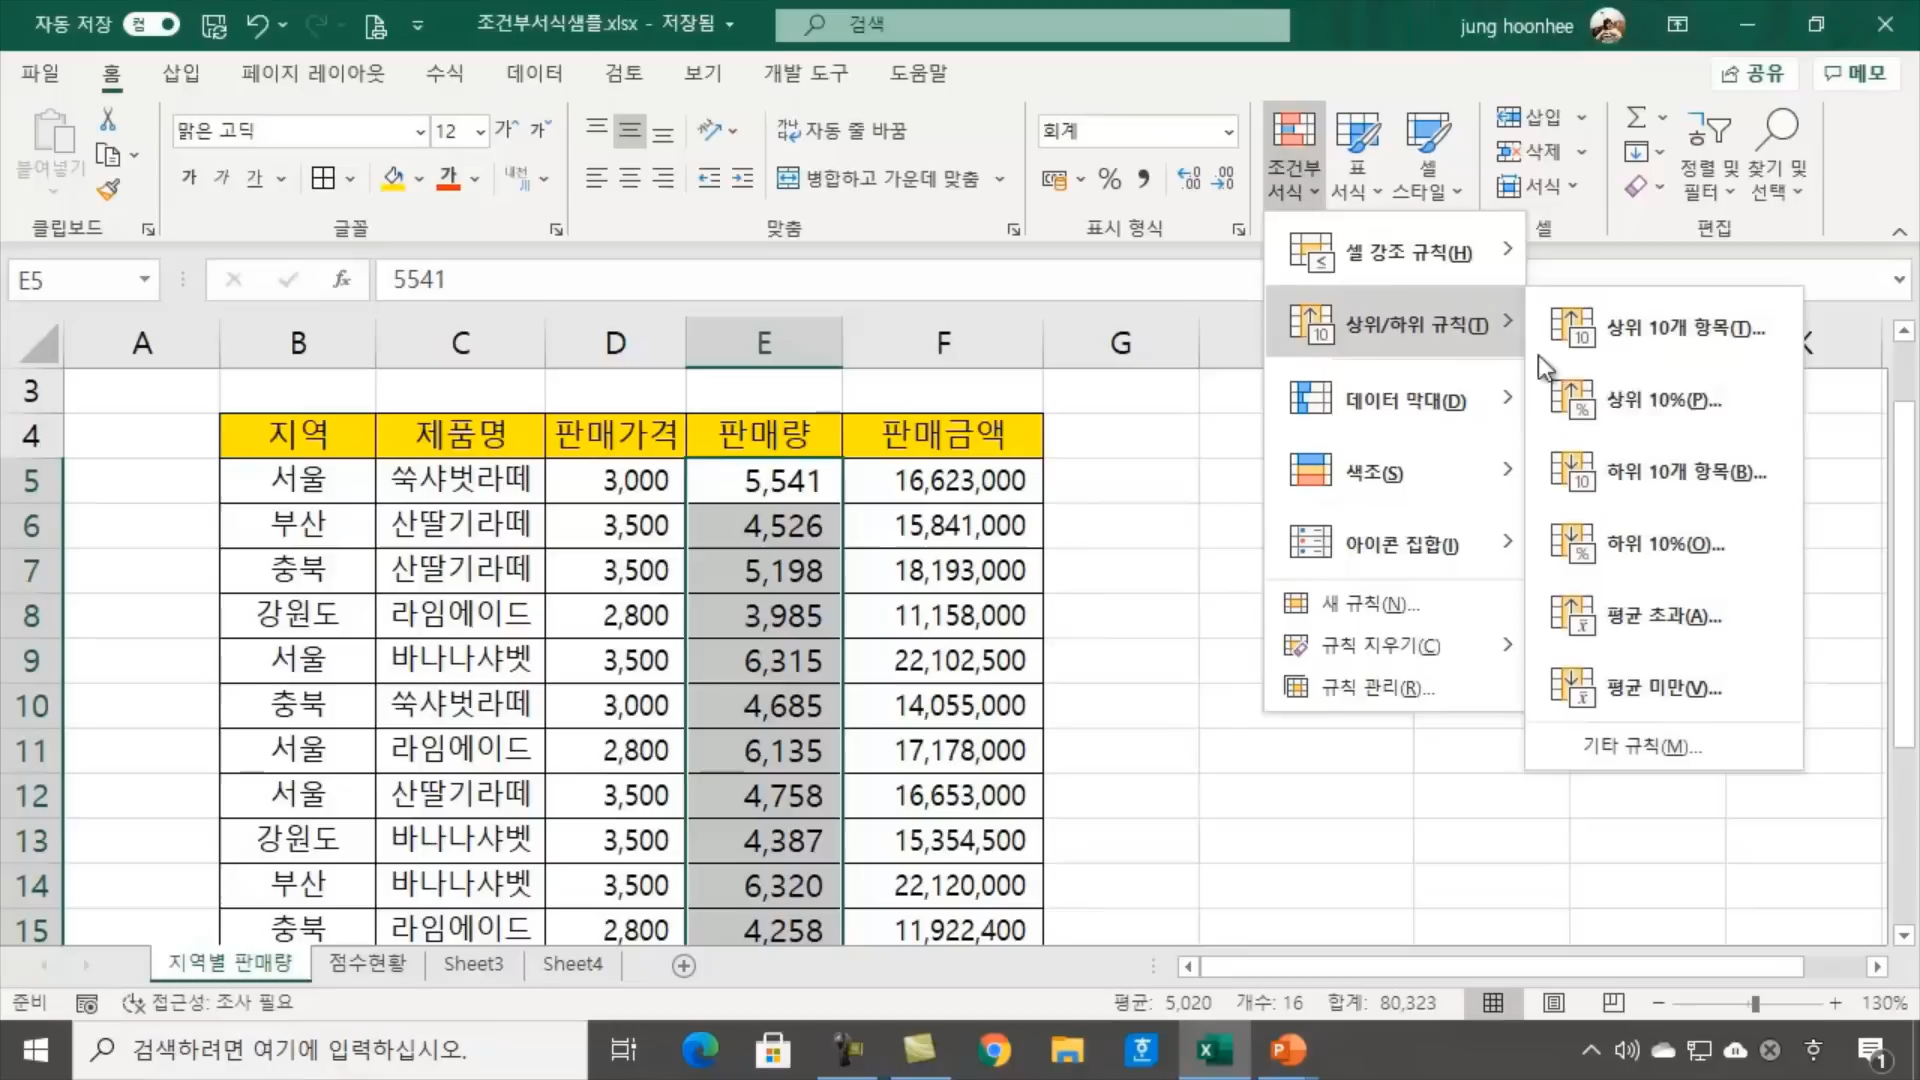 자동 저장 켬 조건부서식샘플.xlsx - 저장됨 검색 jung hoonhee
파일 홈 삽입 페이지 레이아웃 수식 데이터 검토 보기 개발 도구 도움말 공유 메모
붙여넣기
클립보드
맑은 고딕 12 가 가
가 가 가 가 내천
글꼴
가나다 자동 줄 바꿈
병합하고 가운데 맞춤
맞춤
회계
% 9 .00
표시 형식
조건부 서식
표 서식
셀 스타일
삽입
삭제
서식
셀
정렬 및 필터
찾기 및 선택
편집
E5 fx 5541
셀 강조 규칙(H)
상위/하위 규칙(T)
데이터 막대(D)
색조(S)
아이콘 집합(I)
새 규칙(N)...
규칙 지우기(C)
규칙 관리(R)...
상위 10개 항목(T)...
상위 10%(P)...
하위 10개 항목(B)...
하위 10%(O)...
평균 초과(A)...
평균 미만(V)...
기타 규칙(M)...
A B C D E F G K
3
4 지역 제품명 판매가격 판매량 판매금액
5 서울 쑥샤벗라떼 3,000 5,541 16,623,000
6 부산 산딸기라떼 3,500 4,526 15,841,000
7 충북 산딸기라떼 3,500 5,198 18,193,000
8 강원도 라임에이드 2,800 3,985 11,158,000
9 서울 바나나샤벳 3,500 6,315 22,102,500
10 충북 쑥샤벗라떼 3,000 4,685 14,055,000
11 서울 라임에이드 2,800 6,135 17,178,000
12 서울 산딸기라떼 3,500 4,758 16,653,000
13 강원도 바나나샤벳 3,500 4,387 15,354,500
14 부산 바나나샤벳 3,500 6,320 22,120,000
15 충북 라임에이드 2,800 4,258 11,922,400
지역별 판매량 점수현황 Sheet3 Sheet4
준비 접근성: 조사 필요 평균: 5,020 개수: 16 합계: 80,323 130%
검색하려면 여기에 입력하십시오. 호 1